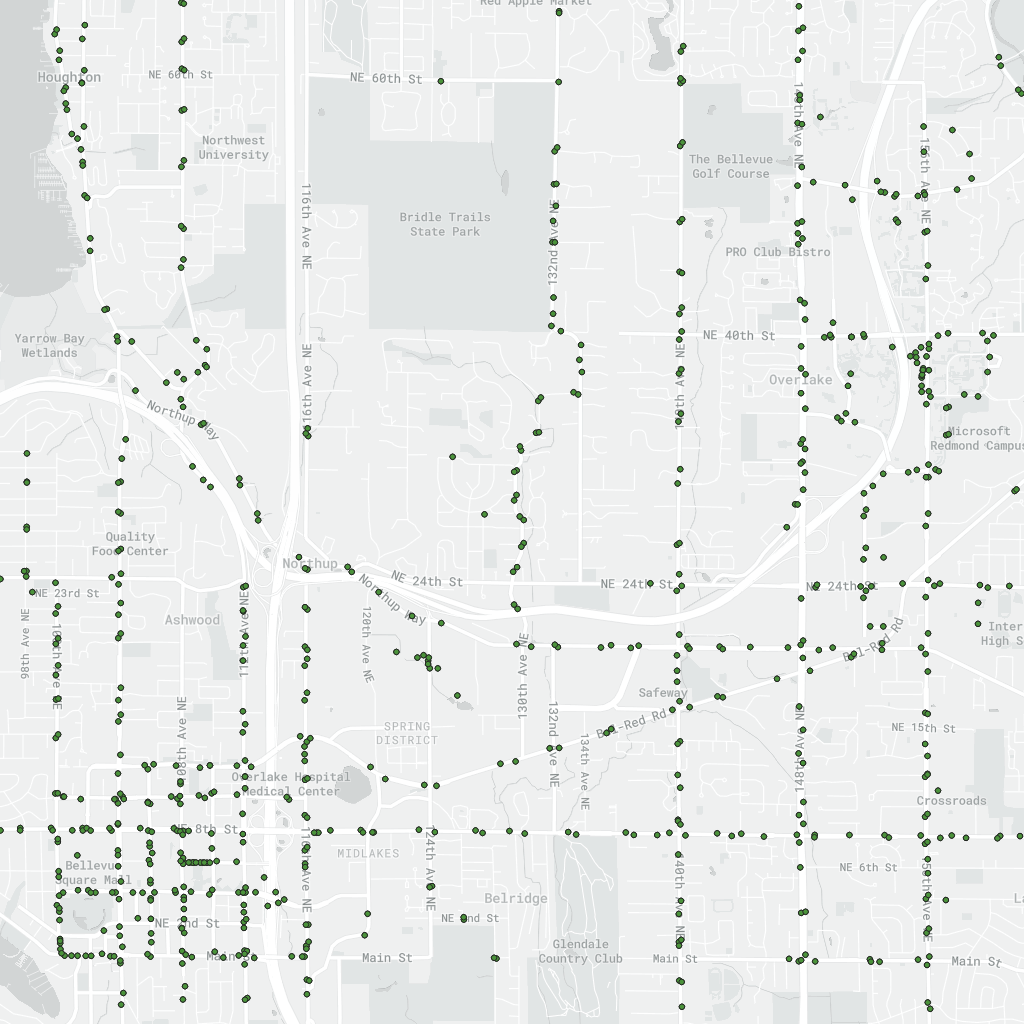 Red Apple Market
NE 60th St
NE 60th St
Houghton
Northwest
University
148th Ave NE
156th Ave NE
The Bellevue
Golf Course
116th Ave NE
132nd Ave NE
Bridle Trails
State Park
PRO Club Bistro
Yarrow Bay
Wetlands
NE 40th St
116th Ave NE
140th Ave NE
Overlake
Northup Way
Microsoft
Redmond Campus
Quality
Food Center
Northup
NE 24th St
NE 24th St
NE 24th St
NE 23rd St
Northup Way
98th Ave NE
Ashwood
112th Ave NE
120th Ave NE
130th Ave NE
Bel-Red Rd
High S
Safeway
108th Ave NE
132nd Ave NE
SPRING
DISTRICT
Bel-Red Rd
148th Ave NE
NE 15th St
134th Ave NE
Overlake Hospital
Medical Center
Crossroads
NE 8th St
MIDLAKES
124th Ave NE
Bellevue
Square Mall
NE 6th St
Belridge
NE 2nd St
NE 2nd St
Main St
Main St
Glendale
Country Club
Main St
Main St